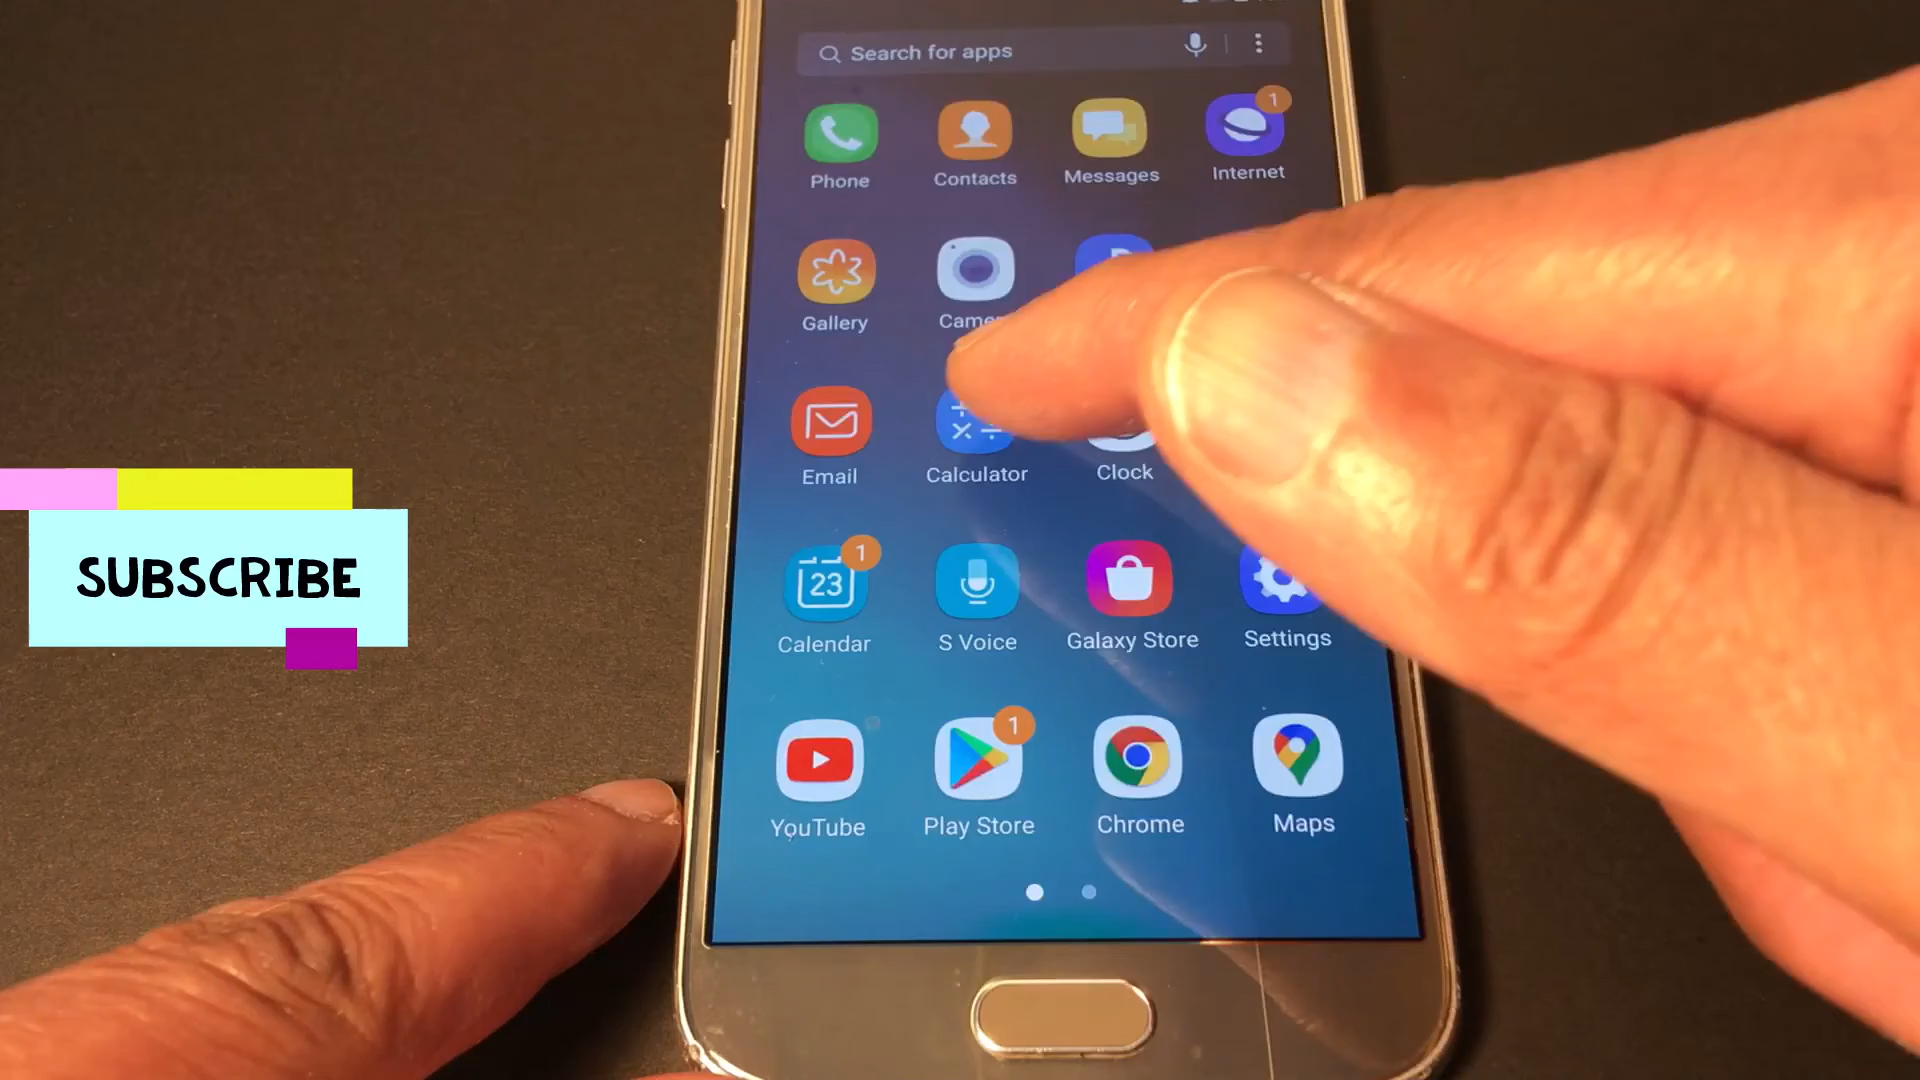 Search for apps
1
Phone Contacts Messages Internet
Gallery Came
Email Calculator Clock
1
23
Calendar S Voice Galaxy Store Settings
1
YouTube Play Store Chrome Maps
SUBSCRIBE